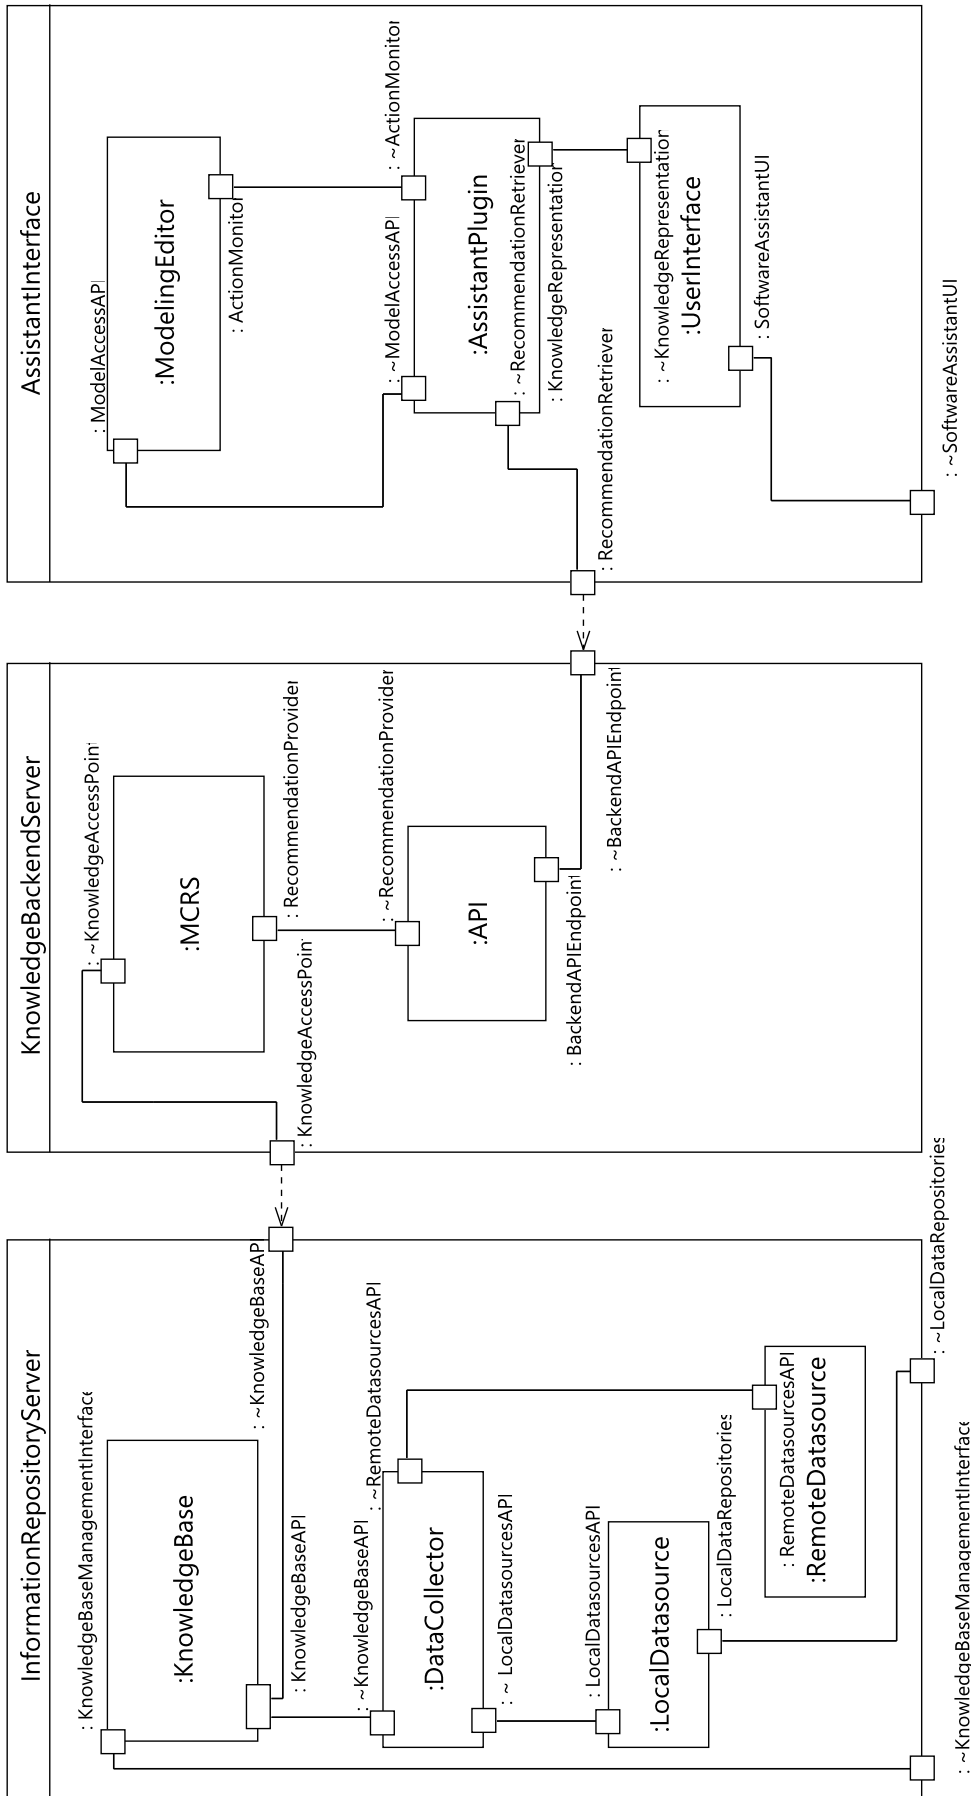 InformationRepositoryServer
: KnowledgeBaseManagementInterface
:KnowledgeBase
: ~KnowledgeBaseAPI
: KnowledgeBaseAPI
: ~KnowledgeBaseAPI
: ~RemoteDatasourcesAPI
:DataCollector
: ~ LocalDatasourcesAPI
: LocalDatasourcesAPI
:LocalDatasource
: LocalDataRepositories
: RemoteDatasourcesAPI
:RemoteDatasource
: ~LocalDataRepositories
: ~KnowledgeBaseManagementInterface
KnowledgeBackendServer
: ~KnowledgeAccessPoint
:MCRS
: RecommendationProvider
: KnowledgeAccessPoint
: ~RecommendationProvider
:API
: BackendAPIEndpoint
: ~BackendAPIEndpoint
AssistantInterface
: ModelAccessAPI
:ModelingEditor
: ActionMonitor
: ~ActionMonitor
: ~ModelAccessAPI
:AssistantPlugin
: ~RecommendationRetriever
: KnowledgeRepresentation
: RecommendationRetriever
: ~KnowledgeRepresentation
:UserInterface
: SoftwareAssistantUI
: ~SoftwareAssistantUI